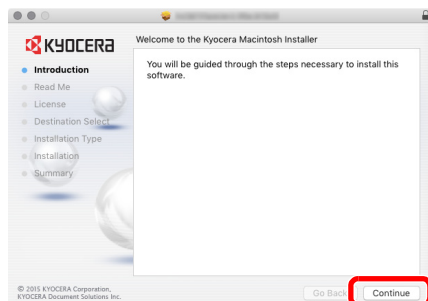 KYOCERA
Welcome to the Kyocera Macintosh Installer
Introduction
Read Me
License
Destination Select
Installation Type
Installation
Summary
You will be guided through the steps necessary to install this
software.
© 2015 KYOCERA Corporation,
KYOCERA Document Solutions Inc.
Go Back
Continue